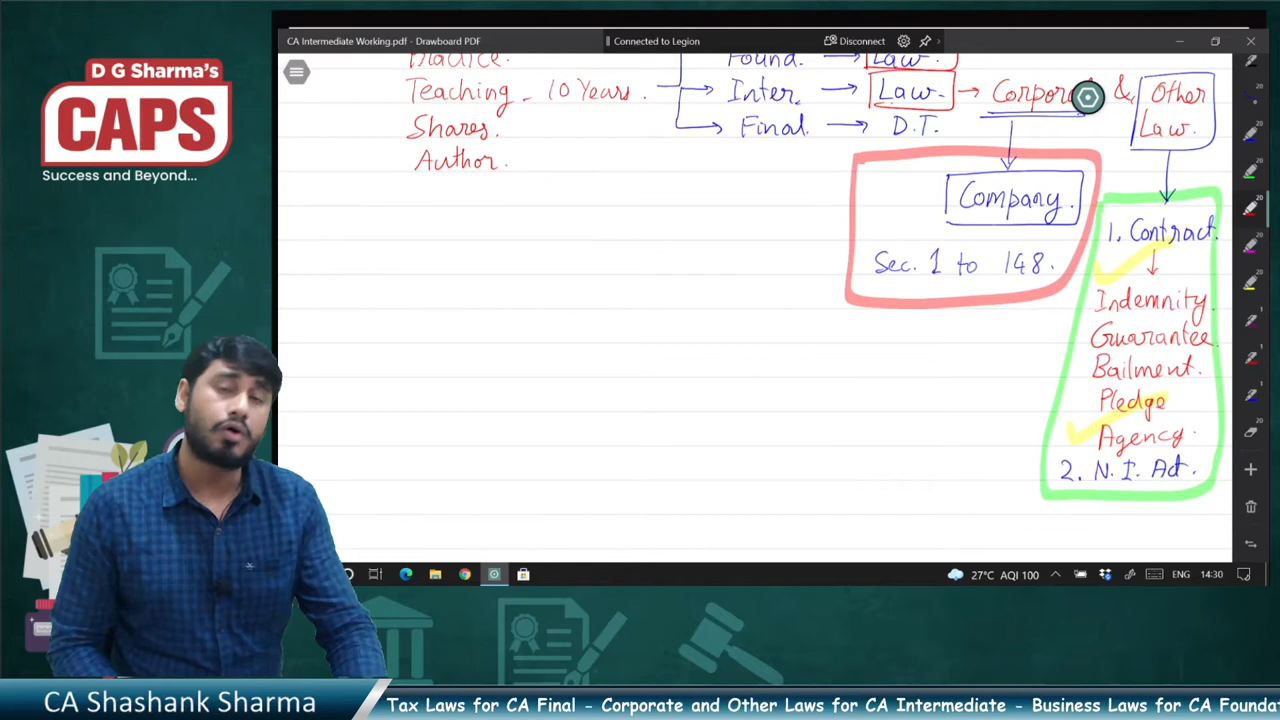 D G Sharma's
CAPS
Success and Beyond...
CA Intermediate Working.pdf - Drawboard PDF
Connected to Legion
Disconnect
Practice.
Teaching - 10 Years.
Shares.
Author.
Found. Law.
Inter. Law. Corporate & Other Law.
Final. D.T.
Company.
Sec. 1 to 148.
1. Contract.
Indemnity.
Guarantee.
Bailment.
Pledge
Agency.
2. N.I. Act.
27°C AQI 100
ENG
14:30
CA Shashank Sharma
Tax Laws for CA Final - Corporate and Other Laws for CA Intermediate - Business Laws for CA Founda